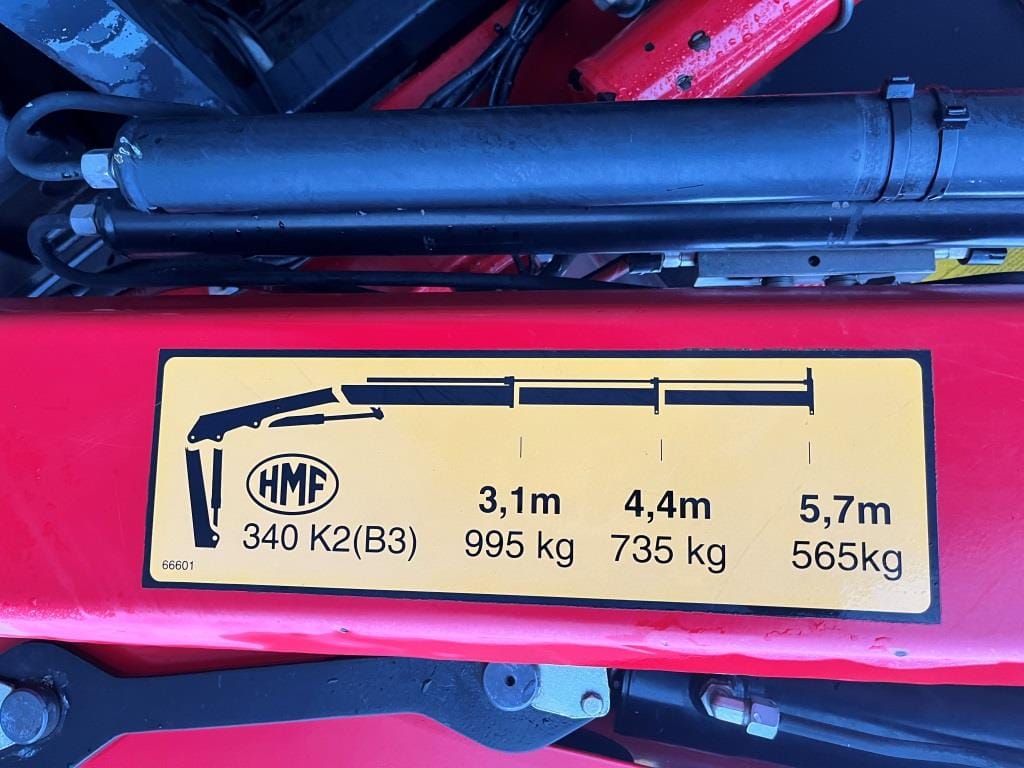 HMF
340 K2(B3)
3,1m 4,4m 5,7m
995 kg 735 kg 565kg
66601